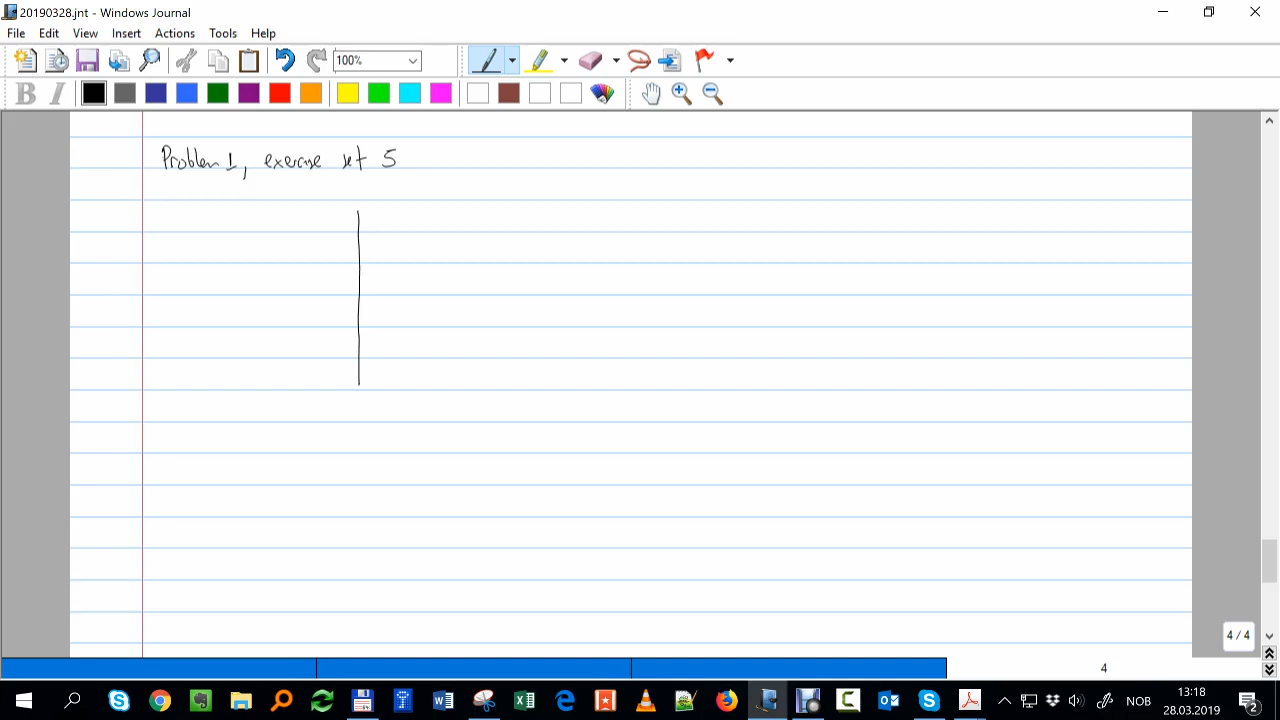 20190328.jnt - Windows Journal
File Edit View Insert Actions Tools Help
100%
B I
Problem 1, exercise set 5
4 / 4
4
NOB
13:18
28.03.2019
2